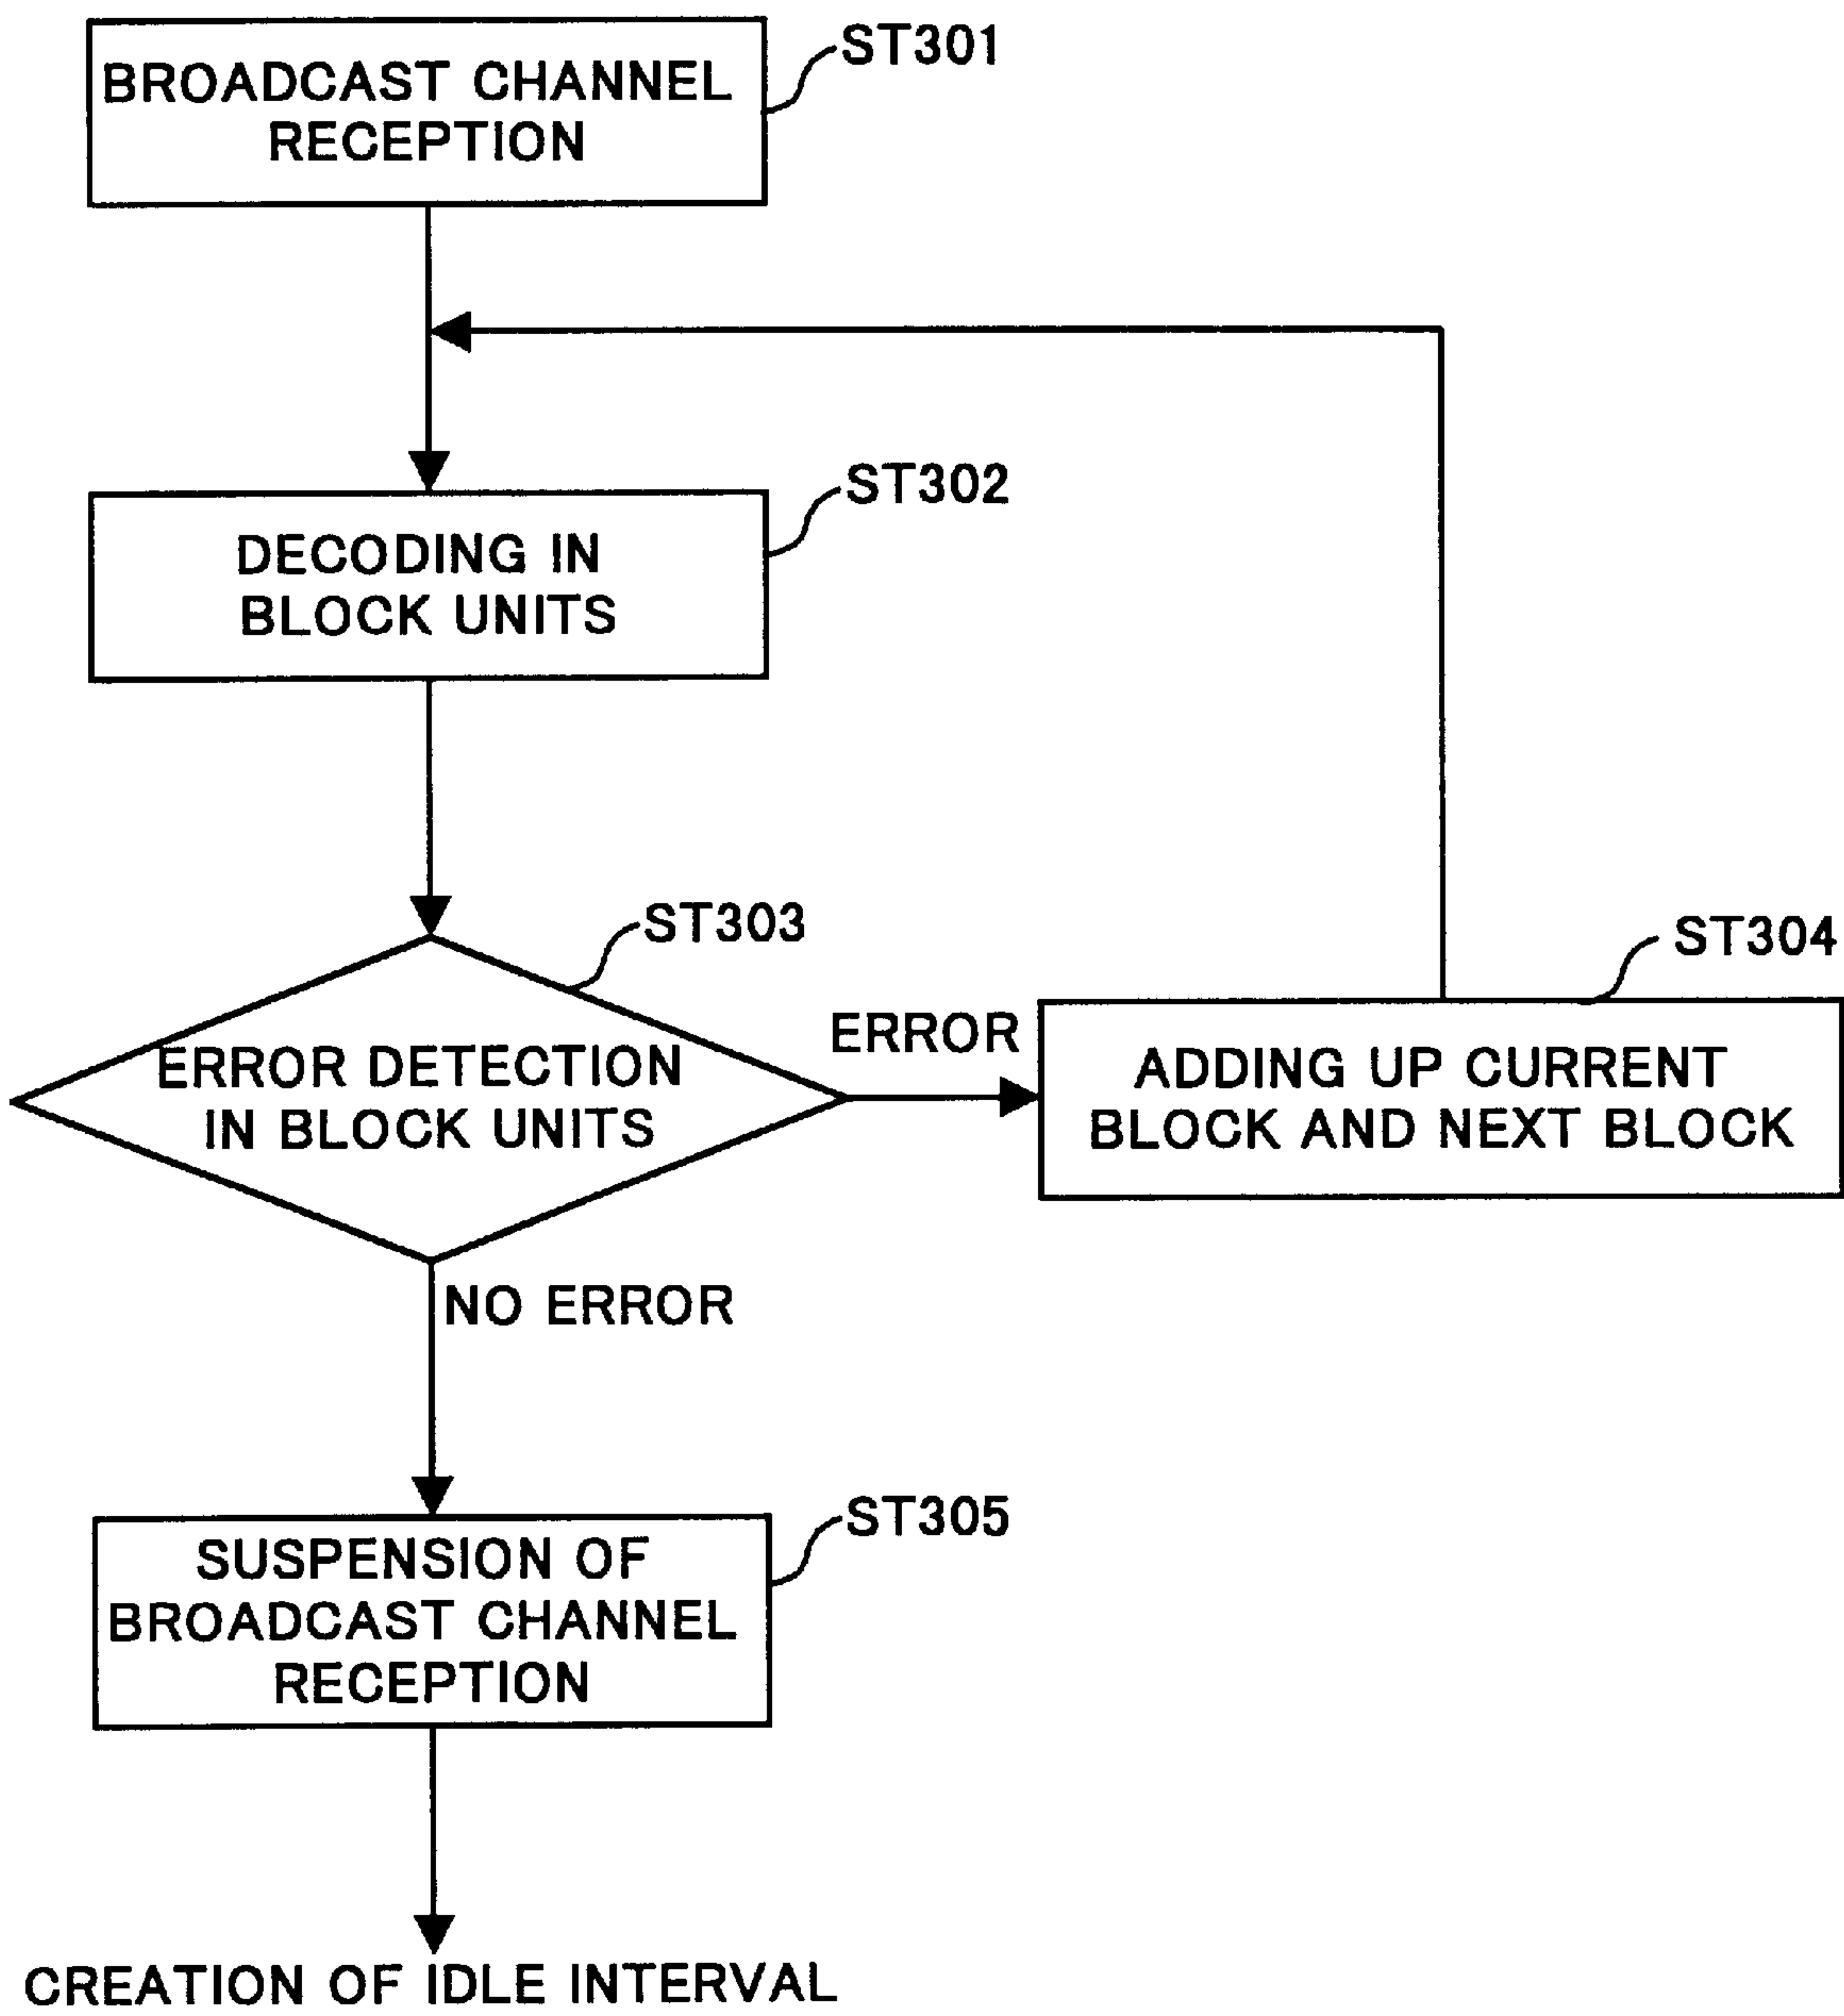 BROADCAST CHANNEL
RECEPTION
ST301
DECODING IN
BLOCK UNITS
ST302
ERROR DETECTION
IN BLOCK UNITS
ST303
ERROR
ADDING UP CURRENT
BLOCK AND NEXT BLOCK
ST304
NO ERROR
SUSPENSION OF
BROADCAST CHANNEL
RECEPTION
ST305
CREATION OF IDLE INTERVAL